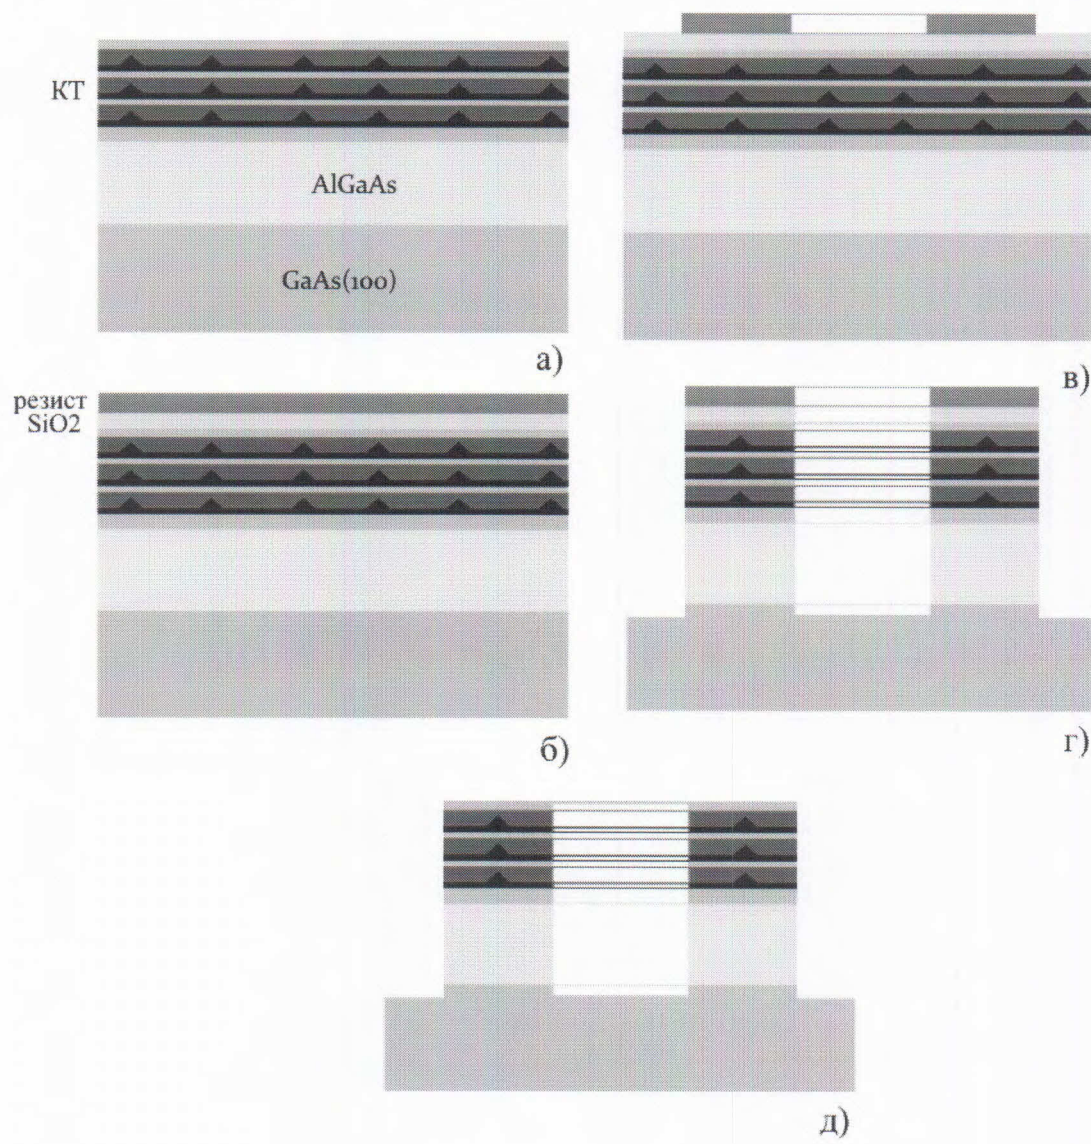 КТ
AlGaAs
GaAs(100)
а)
в)
резист
SiO2
б)
г)
д)